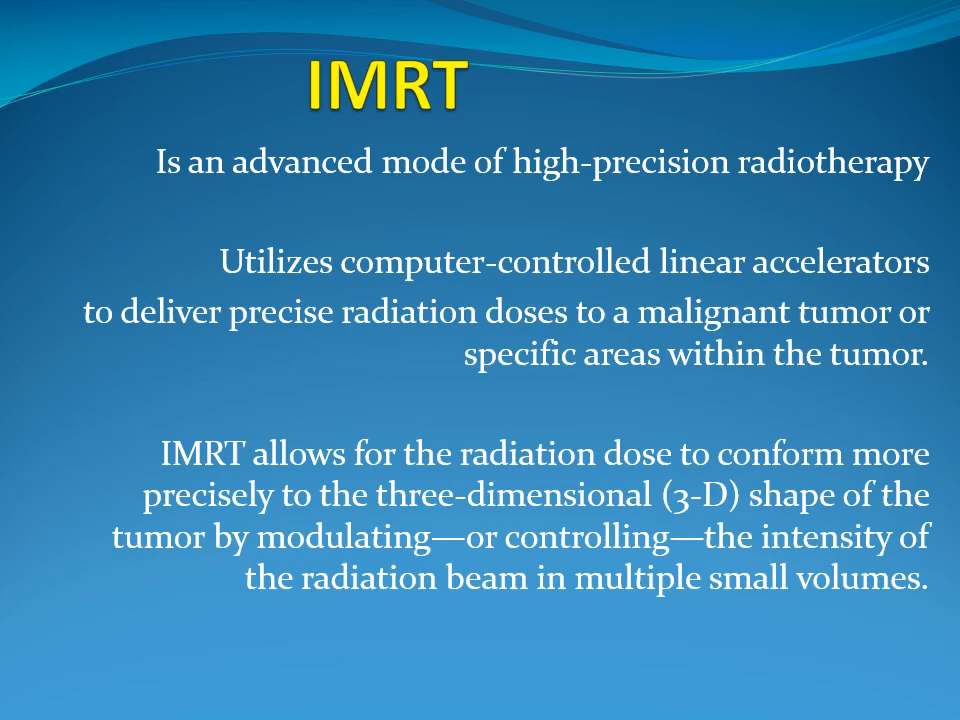 IMRT
Is an advanced mode of high-precision radiotherapy
Utilizes computer-controlled linear accelerators
to deliver precise radiation doses to a malignant tumor or
specific areas within the tumor.
IMRT allows for the radiation dose to conform more
precisely to the three-dimensional (3-D) shape of the
tumor by modulating—or controlling—the intensity of
the radiation beam in multiple small volumes.